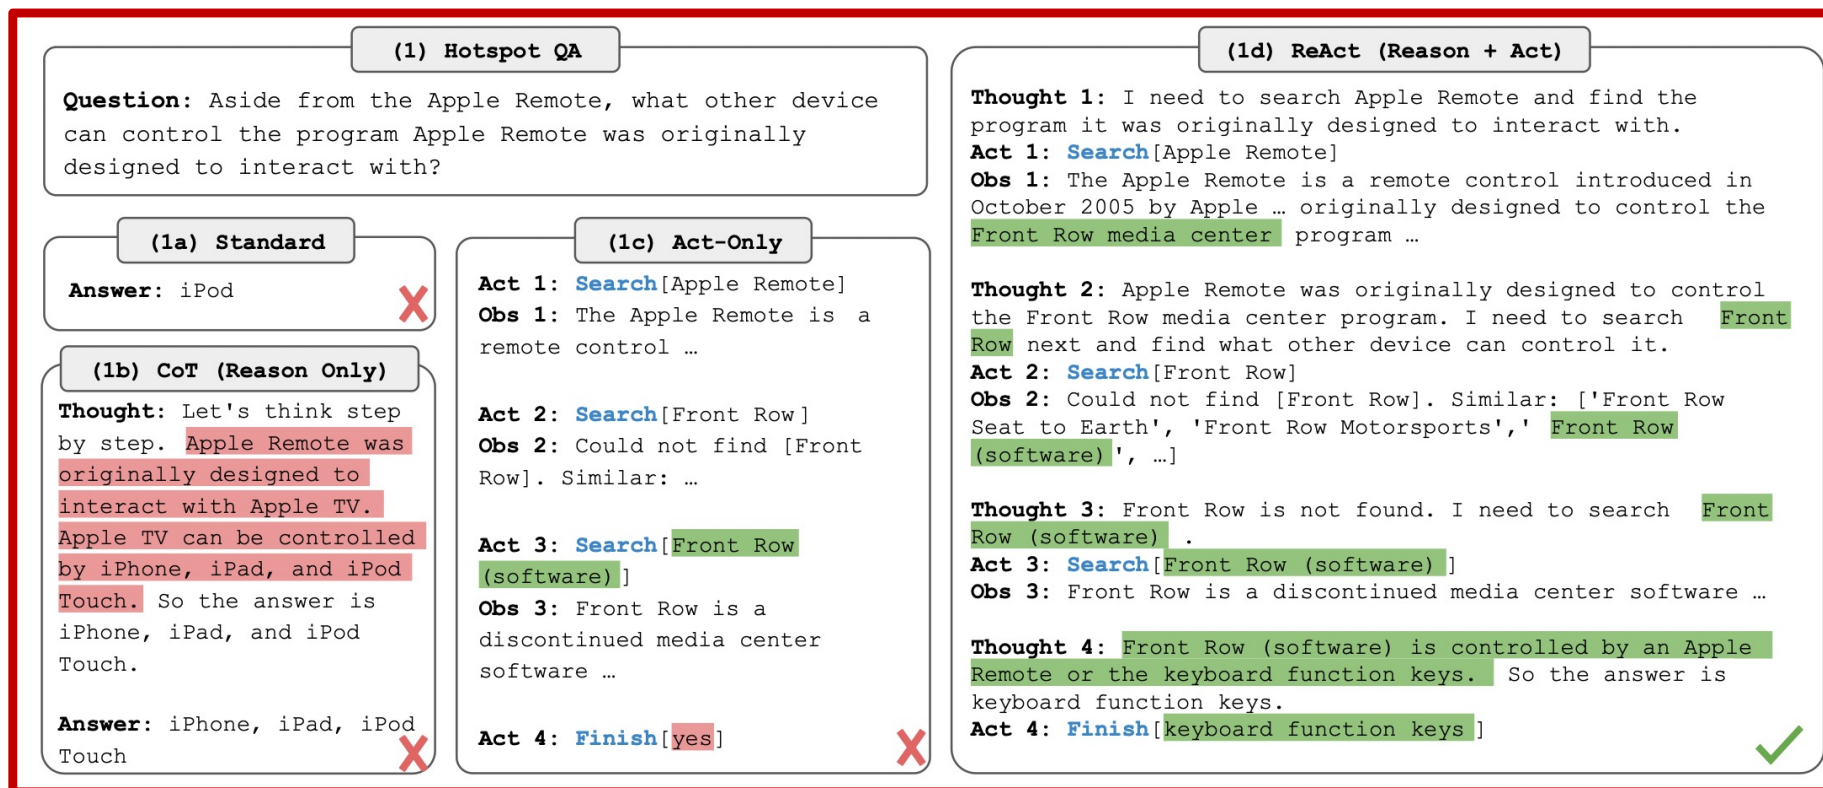 (1) Hotspot QA
Question: Aside from the Apple Remote, what other device
can control the program Apple Remote was originally
designed to interact with?
(1a) Standard
Answer: iPod
(1b) CoT (Reason Only)
Thought: Let's think step
by step. Apple Remote was
originally designed to
interact with Apple TV.
Apple TV can be controlled
by iPhone, iPad, and iPod
Touch. So the answer is
iPhone, iPad, and iPod
Touch.
Answer: iPhone, iPad, iPod
Touch
(1c) Act-Only
Act 1: Search[Apple Remote]
Obs 1: The Apple Remote is a
remote control …
Act 2: Search[Front Row]
Obs 2: Could not find [Front
Row]. Similar: …
Act 3: Search[Front Row
(software)]
Obs 3: Front Row is a
discontinued media center
software …
Act 4: Finish[yes]
(1d) ReAct (Reason + Act)
Thought 1: I need to search Apple Remote and find the
program it was originally designed to interact with.
Act 1: Search[Apple Remote]
Obs 1: The Apple Remote is a remote control introduced in
October 2005 by Apple … originally designed to control the
Front Row media center program …
Thought 2: Apple Remote was originally designed to control
the Front Row media center program. I need to search Front
Row next and find what other device can control it.
Act 2: Search[Front Row]
Obs 2: Could not find [Front Row]. Similar: ['Front Row
Seat to Earth', 'Front Row Motorsports',' Front Row
(software)', …]
Thought 3: Front Row is not found. I need to search Front
Row (software) .
Act 3: Search[Front Row (software)]
Obs 3: Front Row is a discontinued media center software …
Thought 4: Front Row (software) is controlled by an Apple
Remote or the keyboard function keys. So the answer is
keyboard function keys.
Act 4: Finish[keyboard function keys]